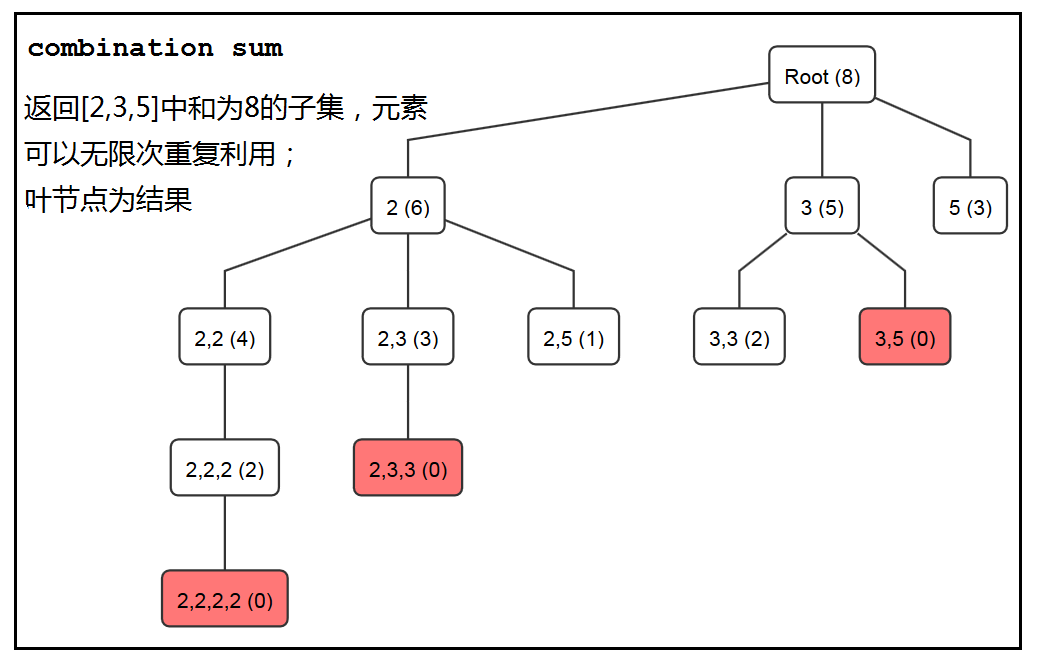 combination sum
返回[2,3,5]中和为8的子集，元素
可以无限次重复利用；
叶节点为结果
Root (8)
2 (6)
3 (5)
5 (3)
2,2 (4)
2,3 (3)
2,5 (1)
3,3 (2)
3,5 (0)
2,2,2 (2)
2,3,3 (0)
2,2,2,2 (0)